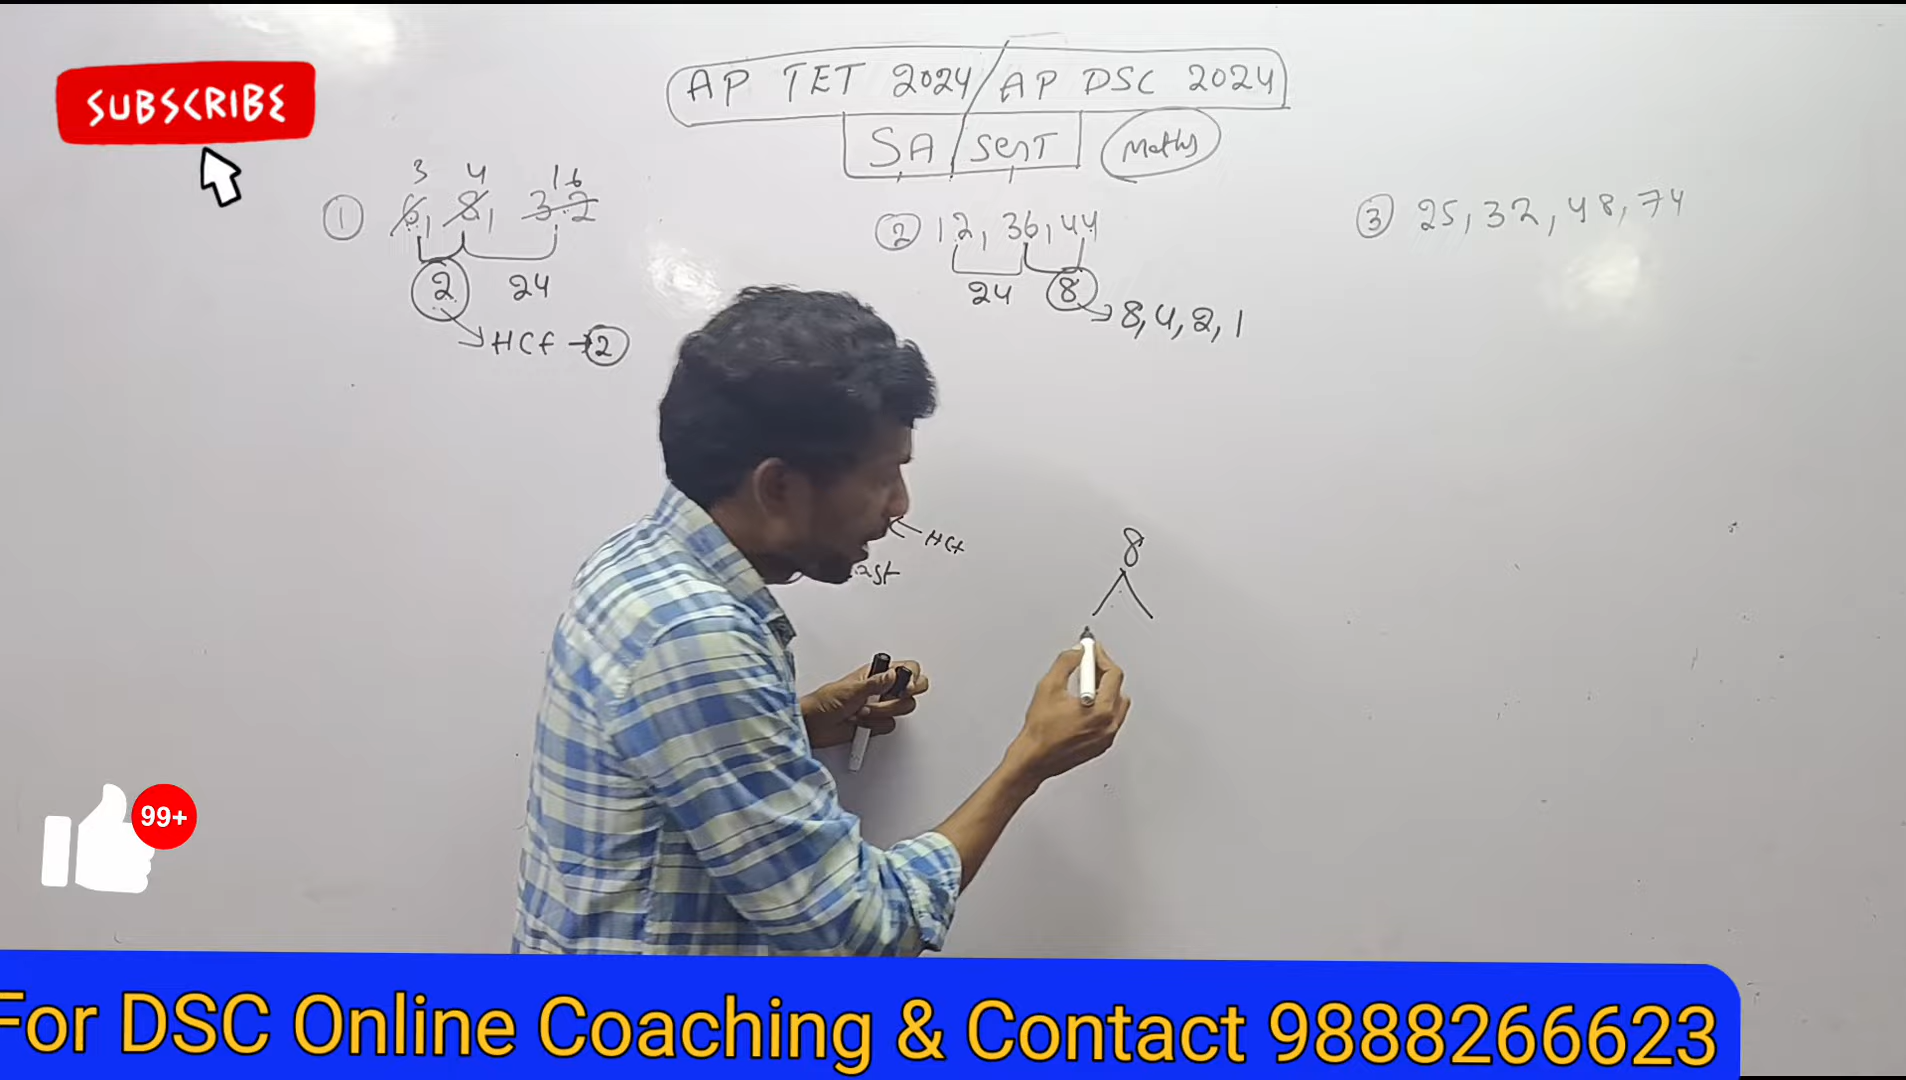 SUBSCRIBE
AP TET 2024/AP DSC 2024
SA SGT Maths
① 6, 8, 32
3 4 16
2 24
HCf → 2
② 12, 36, 44
24 8
8, 4, 2, 1
③ 25, 32, 48, 74
HCf
8
99+
For DSC Online Coaching & Contact 9888266623